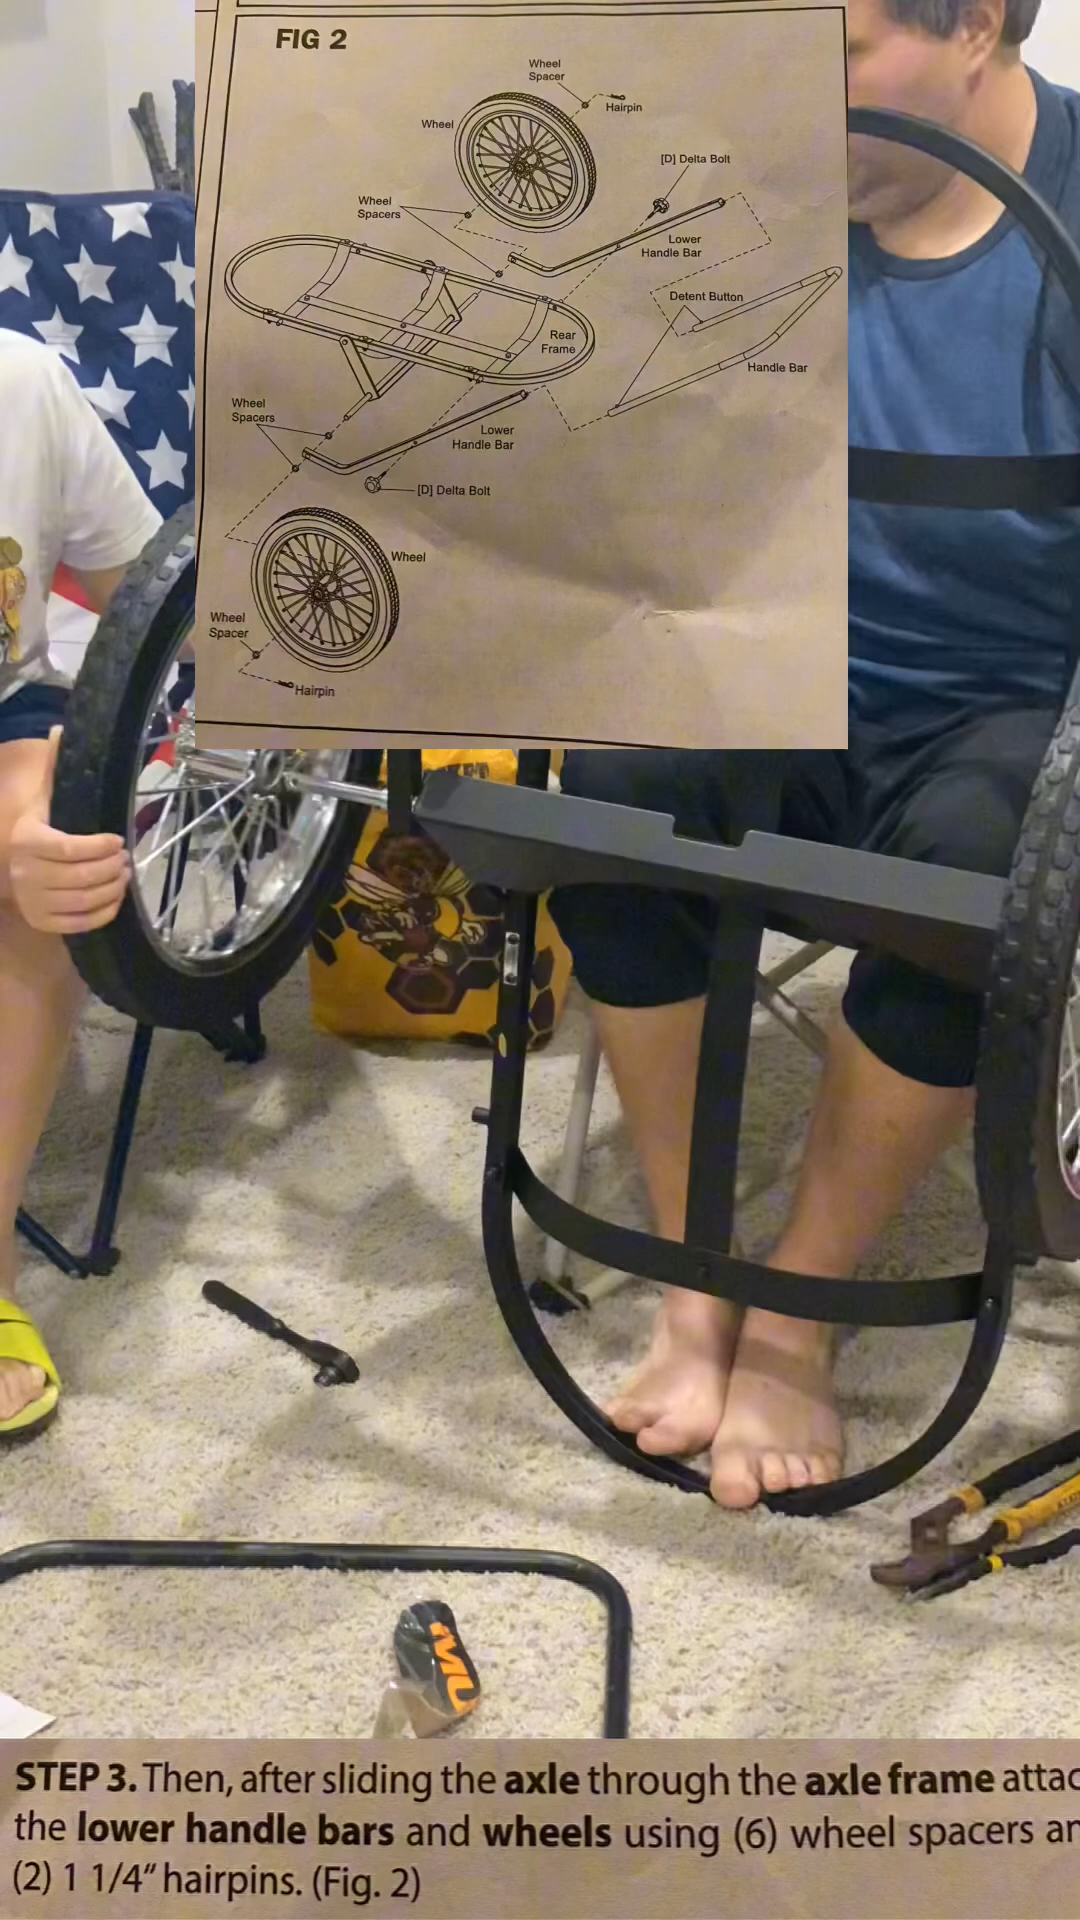 FIG 2
Wheel
Spacer
Hairpin
Wheel
[D] Delta Bolt
Wheel
Spacers
Lower
Handle Bar
Detent Button
Rear
Frame
Handle Bar
Wheel
Spacers
Lower
Handle Bar
[D] Delta Bolt
Wheel
Wheel
Spacer
Hairpin
STEP 3. Then, after sliding the axle through the axle frame attac
the lower handle bars and wheels using (6) wheel spacers an
(2) 1 1/4" hairpins. (Fig. 2)